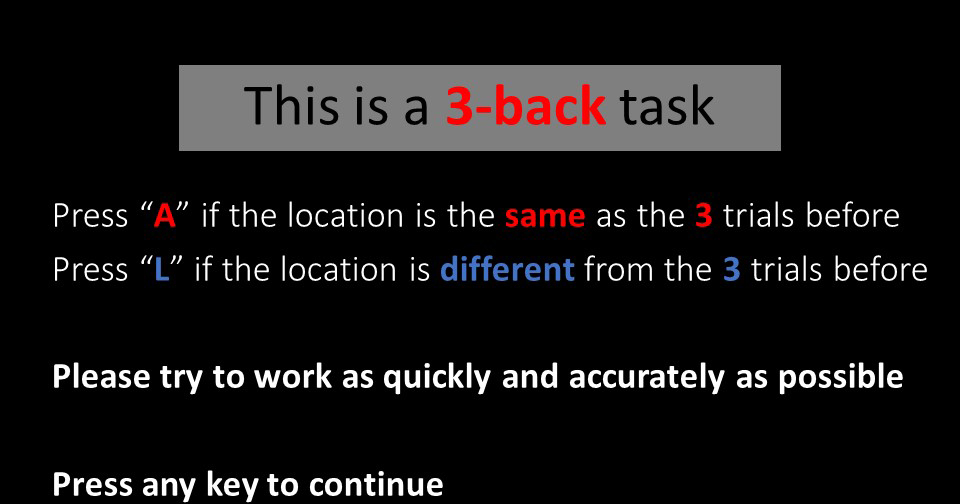 This is a 3-back task
Press “A” if the location is the same as the 3 trials before
Press “L” if the location is different from the 3 trials before
Please try to work as quickly and accurately as possible
Press any key to continue